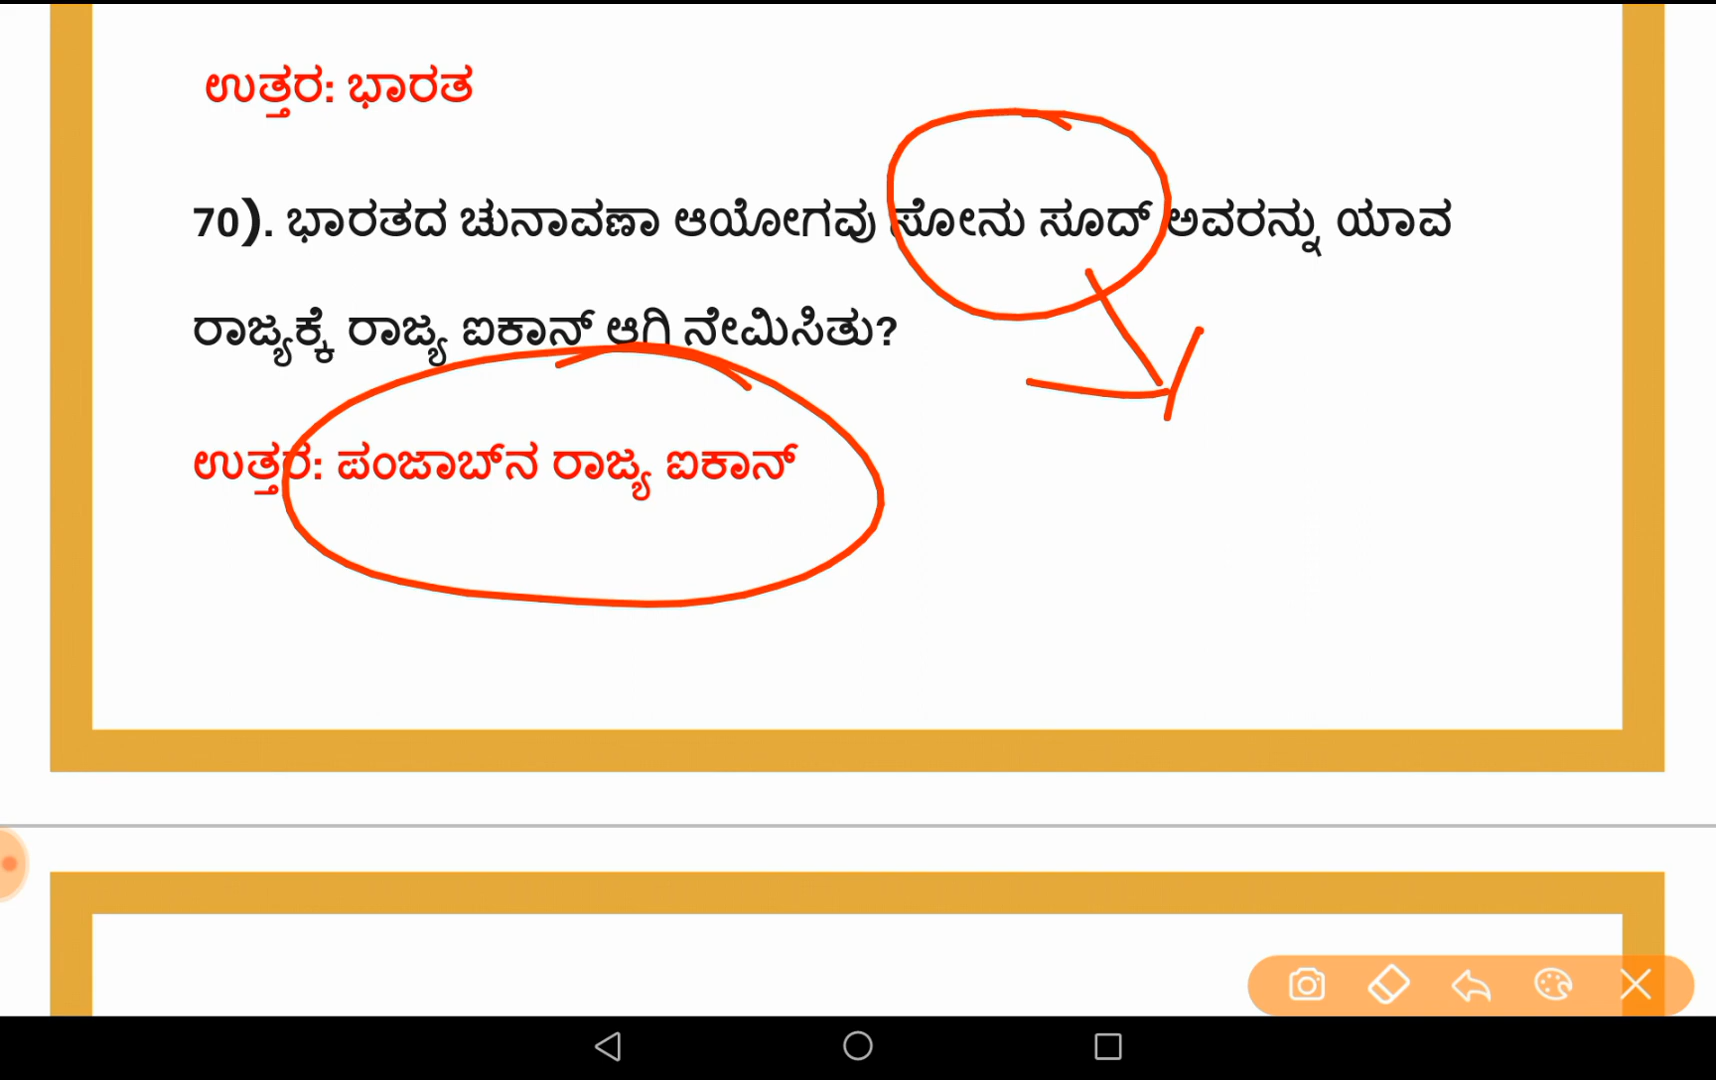 ಉತ್ತರ: ಭಾರತ
70). ಭಾರತದ ಚುನಾವಣಾ ಆಯೋಗವು ಸೋನು ಸೂದ್ ಅವರನ್ನು ಯಾವ
ರಾಜ್ಯಕ್ಕೆ ರಾಜ್ಯ ಐಕಾನ್ ಆಗಿ ನೇಮಿಸಿತು?
ಉತ್ತರ: ಪಂಜಾಬ್‌ನ ರಾಜ್ಯ ಐಕಾನ್